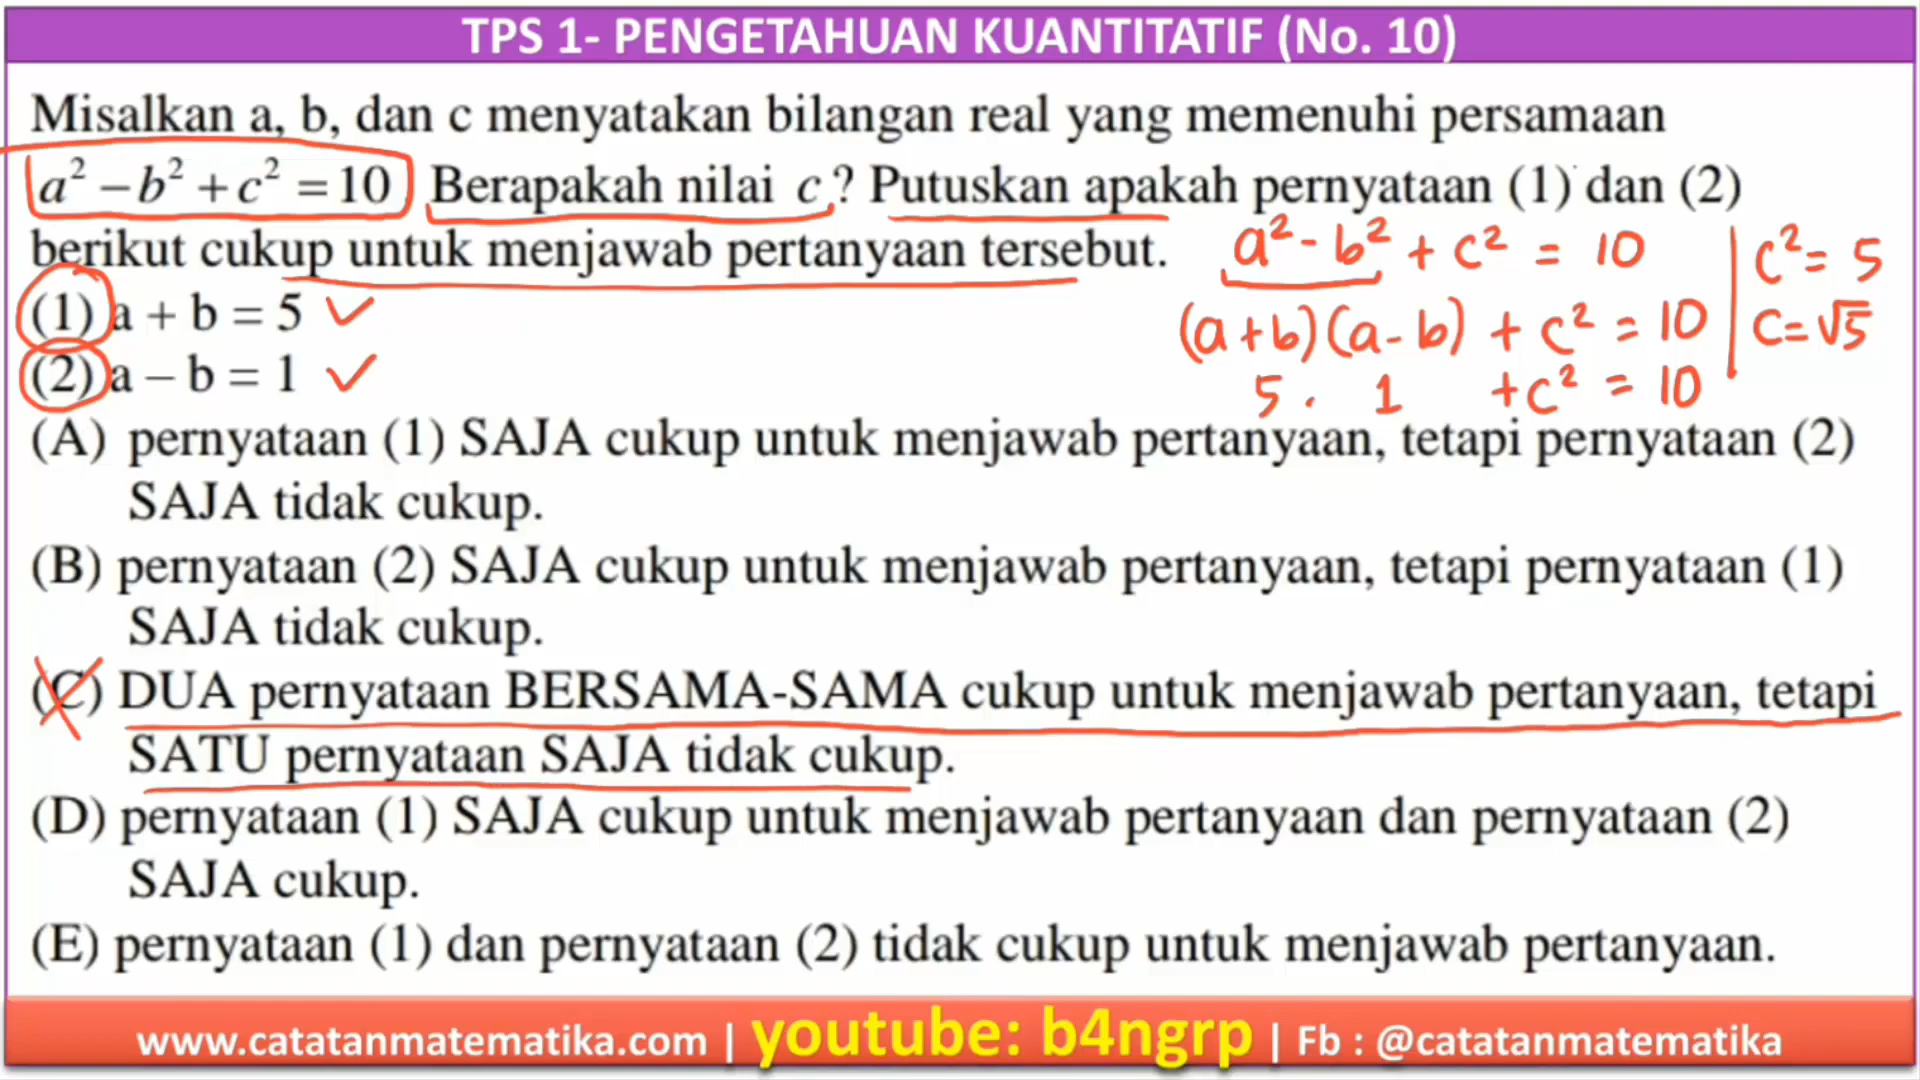 TPS 1- PENGETAHUAN KUANTITATIF (No. 10)
Misalkan a, b, dan c menyatakan bilangan real yang memenuhi persamaan
a² – b² + c² = 10 Berapakah nilai c? Putuskan apakah pernyataan (1) dan (2)
berikut cukup untuk menjawab pertanyaan tersebut.
a² - b² + c² = 10
(a+b)(a-b) + c² = 10
5 . 1 + c² = 10
c² = 5
c = √5
(1) a + b = 5 ✓
(2) a – b = 1 ✓
(A) pernyataan (1) SAJA cukup untuk menjawab pertanyaan, tetapi pernyataan (2)
SAJA tidak cukup.
(B) pernyataan (2) SAJA cukup untuk menjawab pertanyaan, tetapi pernyataan (1)
SAJA tidak cukup.
(C) DUA pernyataan BERSAMA-SAMA cukup untuk menjawab pertanyaan, tetapi
SATU pernyataan SAJA tidak cukup.
(D) pernyataan (1) SAJA cukup untuk menjawab pertanyaan dan pernyataan (2)
SAJA cukup.
(E) pernyataan (1) dan pernyataan (2) tidak cukup untuk menjawab pertanyaan.
www.catatanmatematika.com | youtube: b4ngrp | Fb : @catatanmatematika